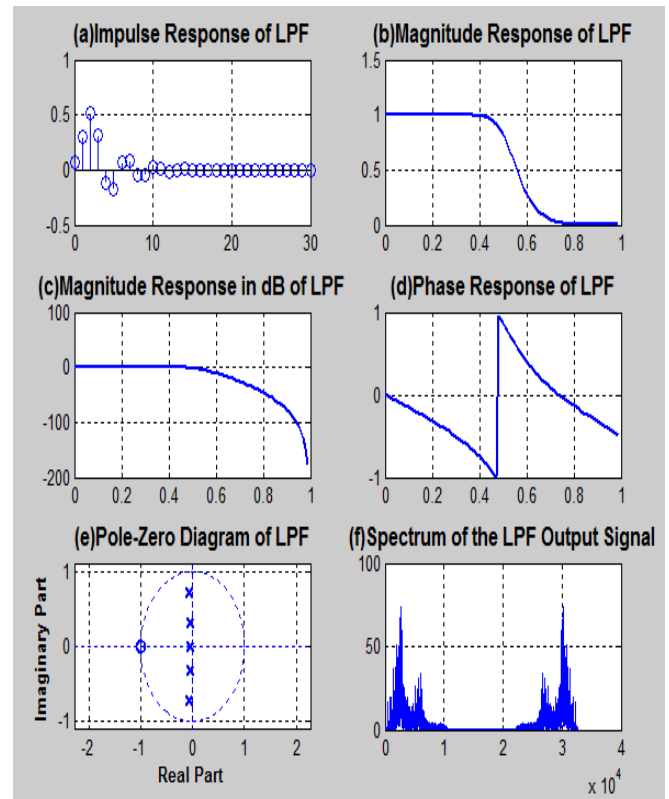 (a)Impulse Response of LPF
1
0.5
0
-0.5
0 10 20 30
(b)Magnitude Response of LPF
1.5
1
0.5
0
0 0.2 0.4 0.6 0.8 1
(c)Magnitude Response in dB of LPF
100
0
-100
-200
0 0.2 0.4 0.6 0.8 1
(d)Phase Response of LPF
1
0
-1
0 0.2 0.4 0.6 0.8 1
(e)Pole-Zero Diagram of LPF
Imaginary Part
1
0
-1
-2 -1 0 1 2
Real Part
(f)Spectrum of the LPF Output Signal
100
50
0
0 1 2 3 4
x 10^4